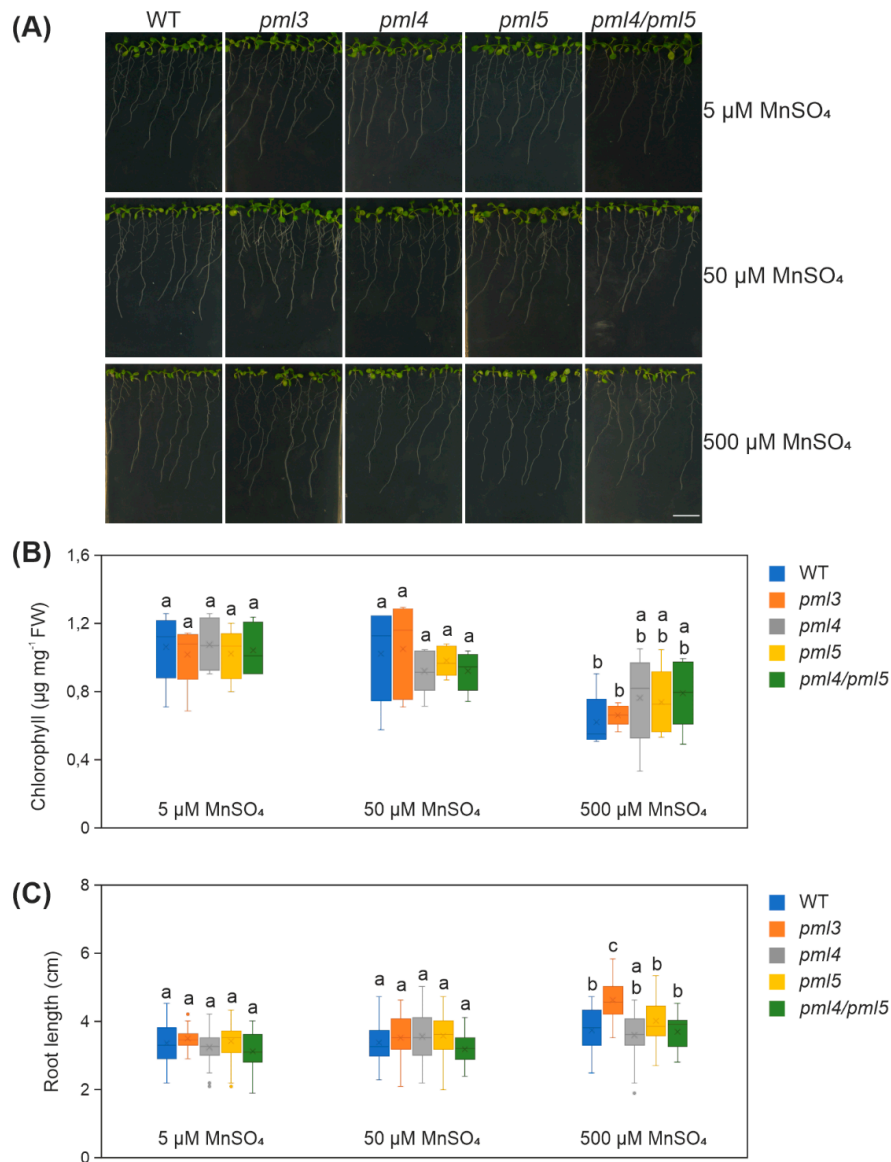 (A)
WT pml3 pml4 pml5 pml4/pml5
5 µM MnSO₄
50 µM MnSO₄
500 µM MnSO₄
(B)
Chlorophyll (µg mg⁻¹ FW)
1,6
1,2
0,8
0,4
0
a a a a a
a a a a a
b b a b a b a b
5 µM MnSO₄ 50 µM MnSO₄ 500 µM MnSO₄
WT
pml3
pml4
pml5
pml4/pml5
(C)
Root length (cm)
8
6
4
2
0
a a a a a
a a a a a
b c a b b b
5 µM MnSO₄ 50 µM MnSO₄ 500 µM MnSO₄
WT
pml3
pml4
pml5
pml4/pml5